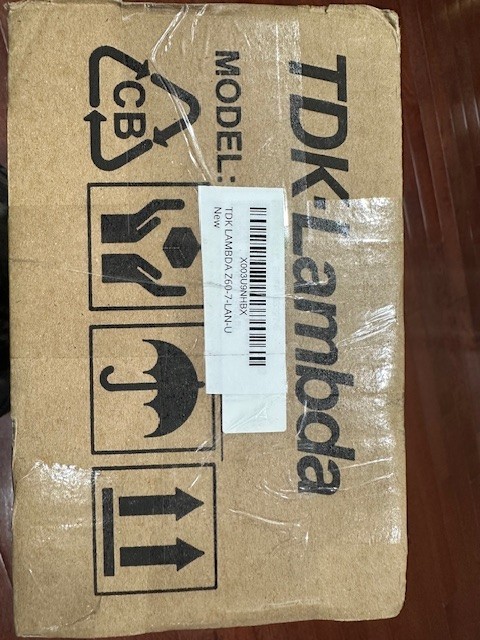 TDK·Lambda
MODEL:
X003U9NHBX
TDK LAMBDA Z60-7-LAN-U
New
CB